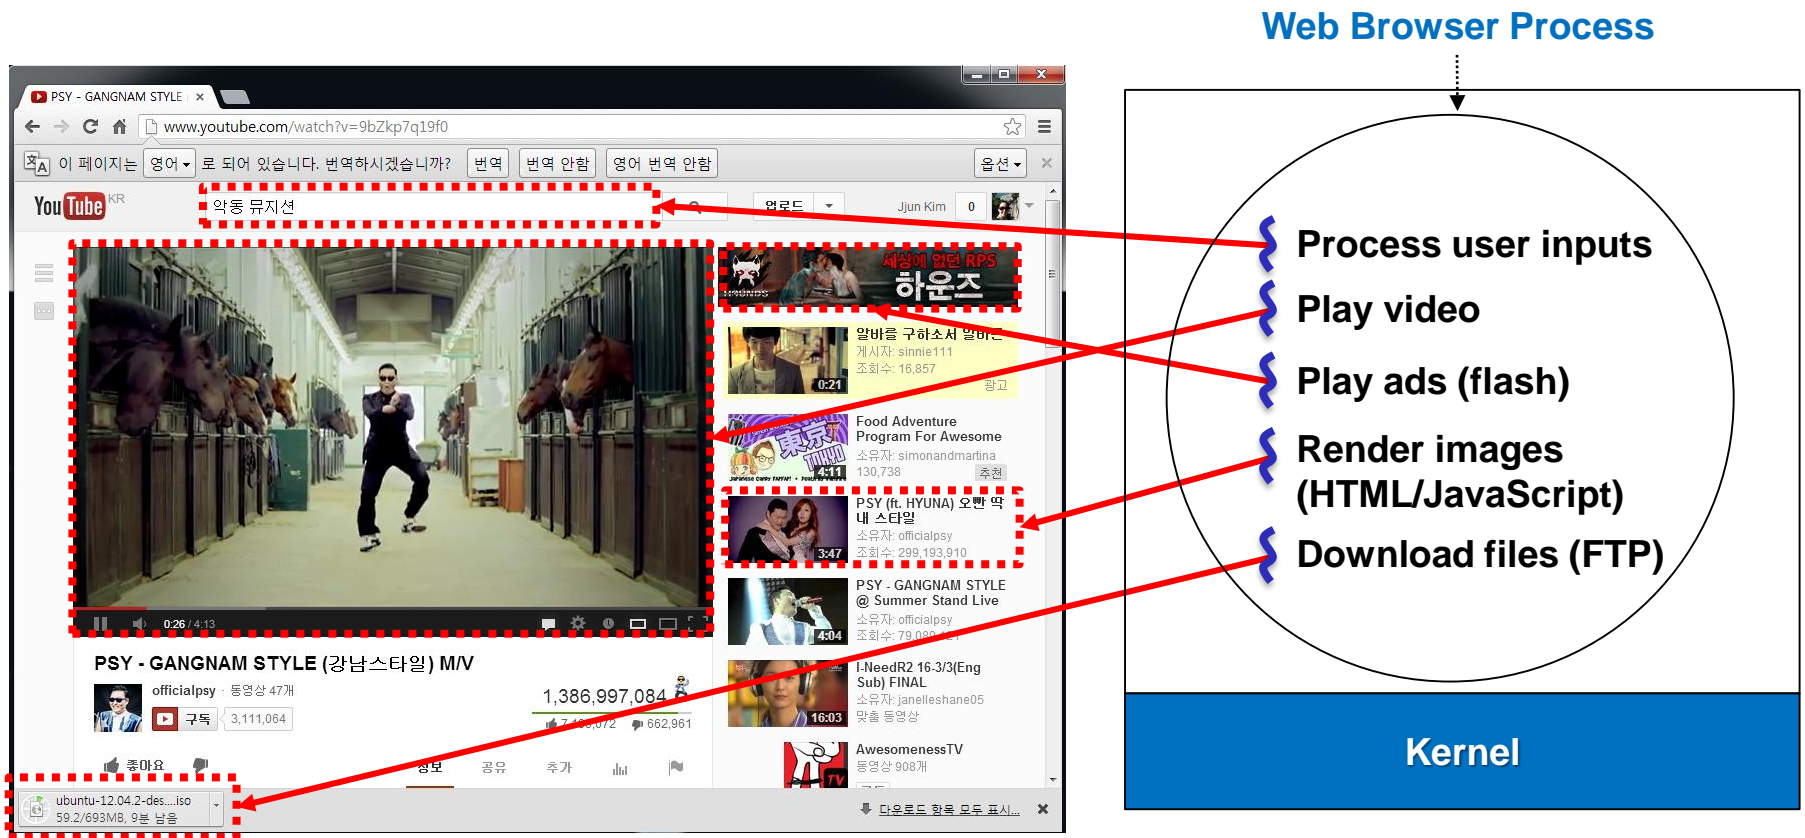 Web Browser Process
PSY - GANGNAM STYLE
www.youtube.com/watch?v=9bZkp7q19f0
이 페이지는 영어 로 되어 있습니다. 번역하시겠습니까? 번역 번역 안함 영어 번역 안함 옵션
YouTube KR
악동 뮤지션
업로드
Jjun Kim 0
세상에 없던 RPS
하운즈
HOUNDS
알바를 구하소서
게시자: sinnie111
조회수: 16,857
광고
0:21
Food Adventure
Program For Awesome
소유자: simonandmartina
130,738 추천
東京
TOKYO
4:11
PSY (ft. HYUNA) 오빤 딱
내 스타일
소유자: officialpsy
조회수: 299,193,910
3:47
PSY - GANGNAM STYLE
@ Summer Stand Live
소유자: officialpsy
4:04
I-NeedR2 16-3/3(Eng
Sub) FINAL
소유자: janelleshane05
맞춤 동영상
16:03
AwesomenessTV
동영상 908개
TV
0:26 / 4:13
PSY - GANGNAM STYLE (강남스타일) M/V
officialpsy · 동영상 47개
구독 3,111,064
1,386,997,084
662,961
좋아요
정보 공유 추가
ubuntu-12.04.2-des....iso
59.2/693MB, 9분 남음
다운로드 항목 모두 표시...
Process user inputs
Play video
Play ads (flash)
Render images
(HTML/JavaScript)
Download files (FTP)
Kernel